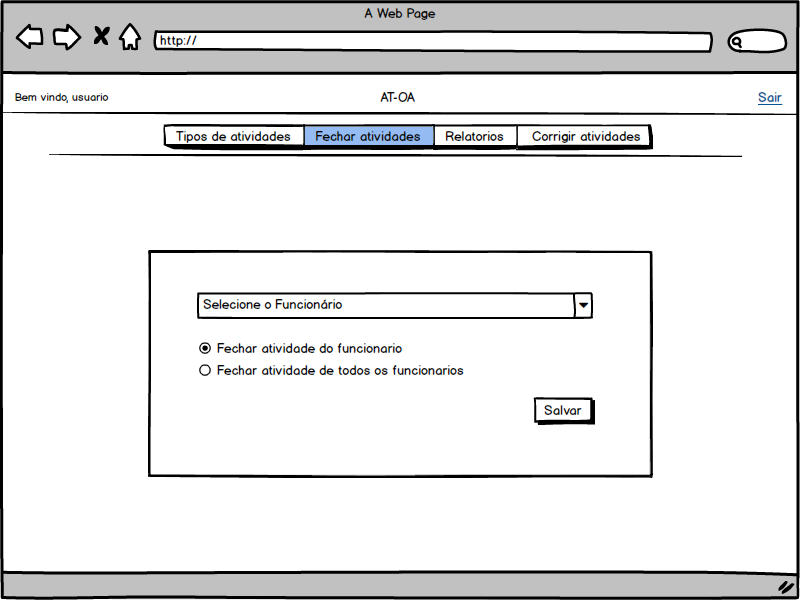 A Web Page
http://
Bem vindo, usuario
AT-OA
Sair
Tipos de atividades
Fechar atividades
Relatorios
Corrigir atividades
Selecione o Funcionário
Fechar atividade do funcionario
Fechar atividade de todos os funcionarios
Salvar